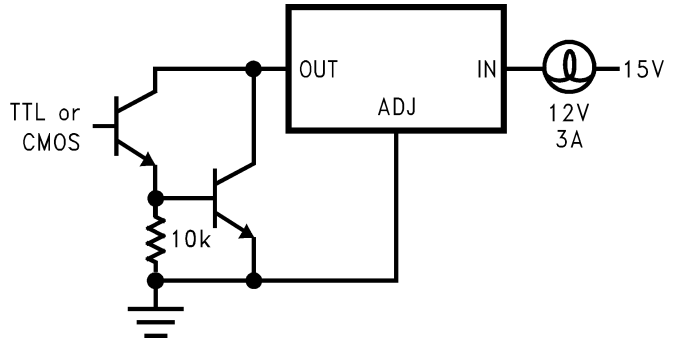 OUT
IN
15V
ADJ
12V
3A
TTL or
CMOS
10k